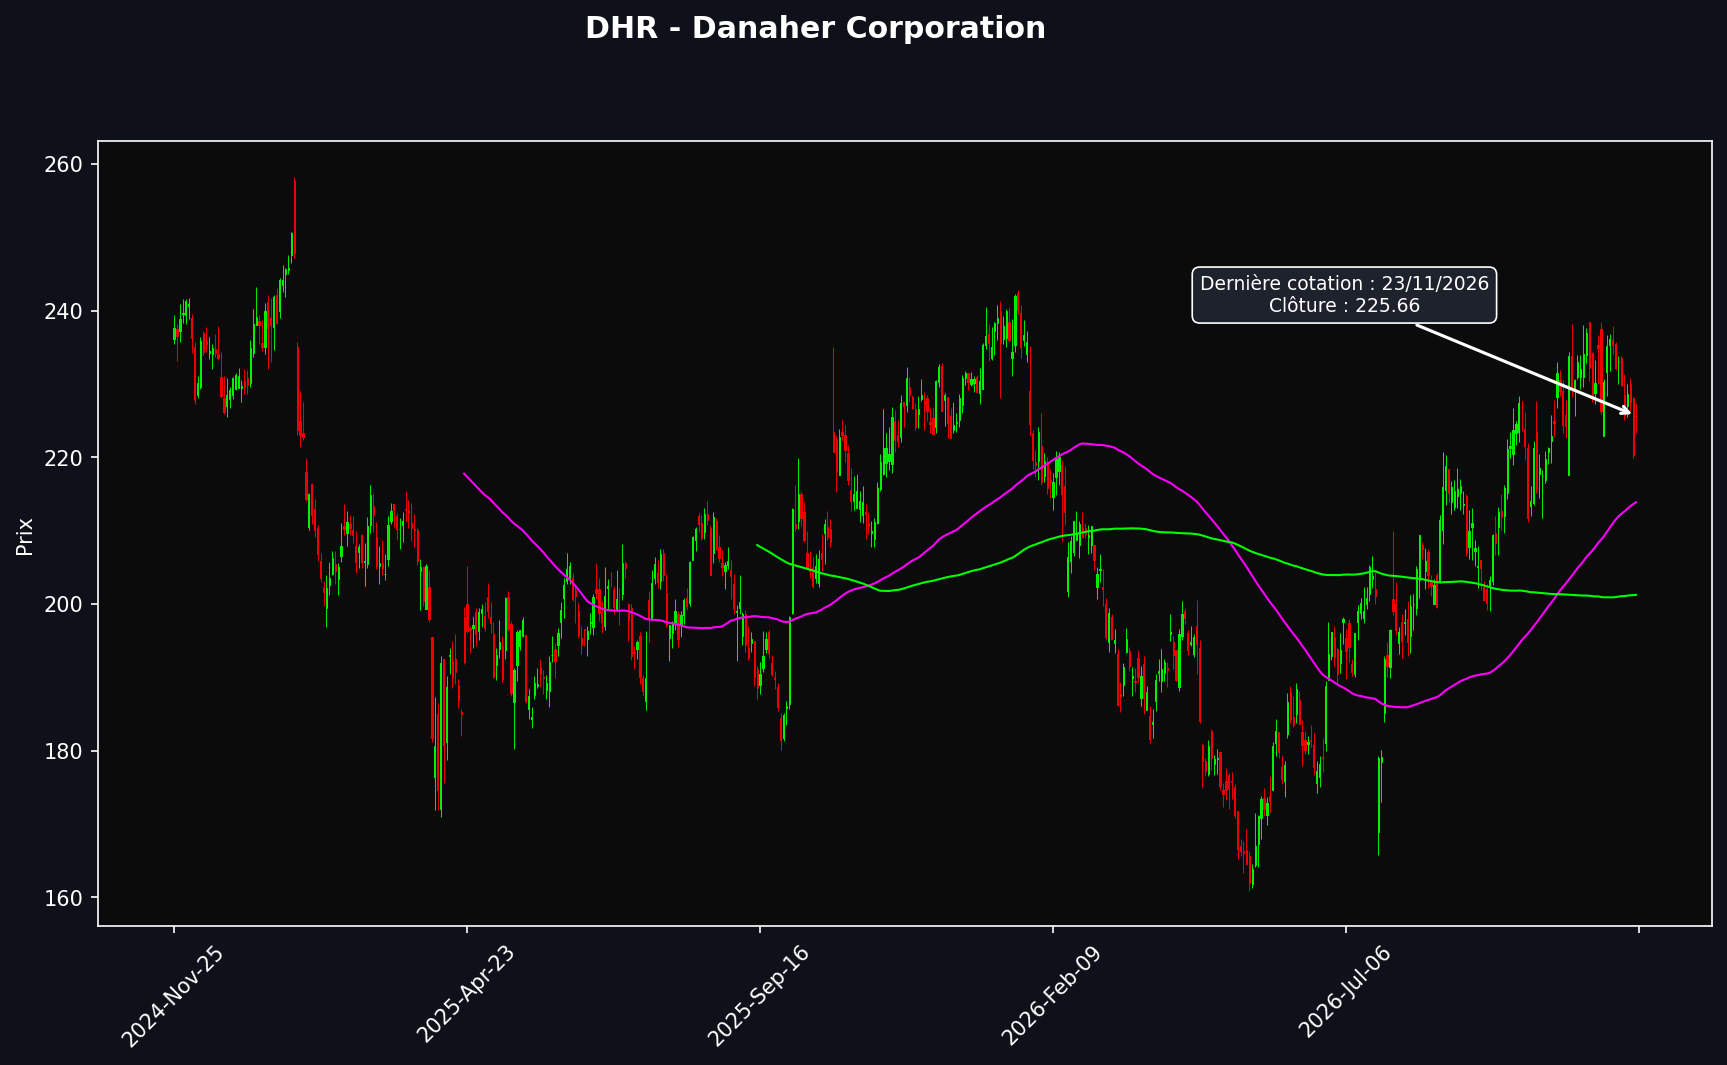 DHR - Danaher Corporation
Prix
260
240
220
200
180
160
Dernière cotation : 23/11/2026
Clôture : 225.66
2024-Nov-25
2025-Apr-23
2025-Sep-16
2026-Feb-09
2026-Jul-06